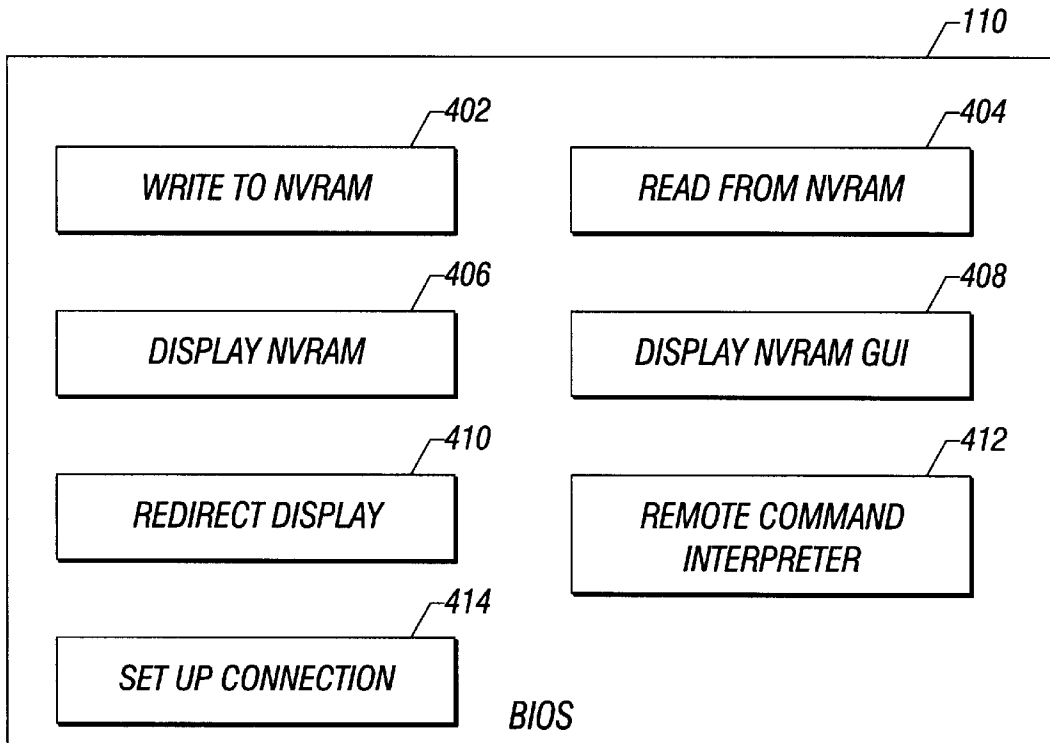 110
402
404
WRITE TO NVRAM
READ FROM NVRAM
406
408
DISPLAY NVRAM
DISPLAY NVRAM GUI
410
412
REDIRECT DISPLAY
REMOTE COMMAND
INTERPRETER
414
SET UP CONNECTION
BIOS